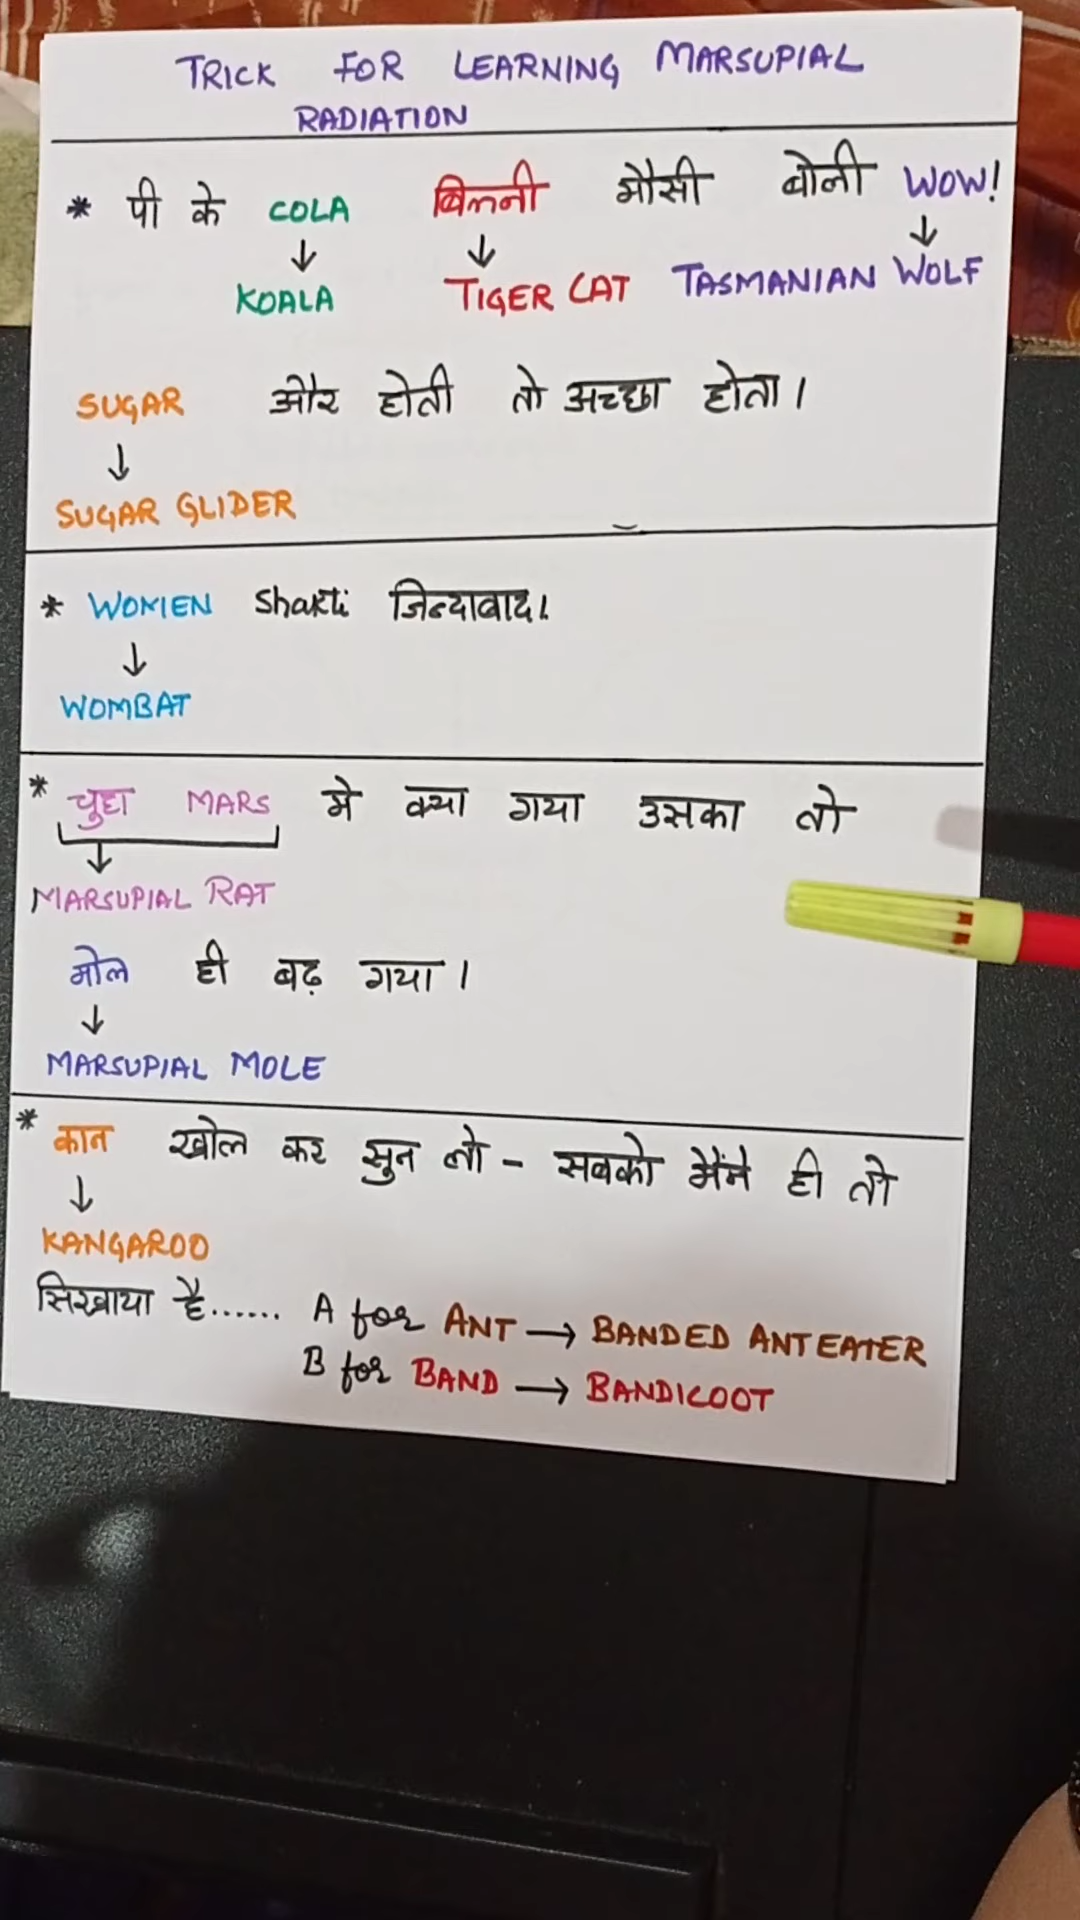 TRICK FOR LEARNING MARSUPIAL
RADIATION
* पी के COLA बिल्ली मौसी बोली WOW!
↓ ↓ ↓
KOALA TIGER CAT TASMANIAN WOLF
SUGAR और होती तो अच्छा होता।
↓
SUGAR GLIDER
* WOMEN Shakti जिन्दाबाद।
↓
WOMBAT
* चुहा MARS मे क्या गया उसका तो
↓
MARSUPIAL RAT
मोल ही बढ़ गया।
↓
MARSUPIAL MOLE
* कान खोल कर सुन लो - सबको मैंने ही तो
↓
KANGAROO
सिखाया है...... A for ANT → BANDED ANTEATER
B for BAND → BANDICOOT